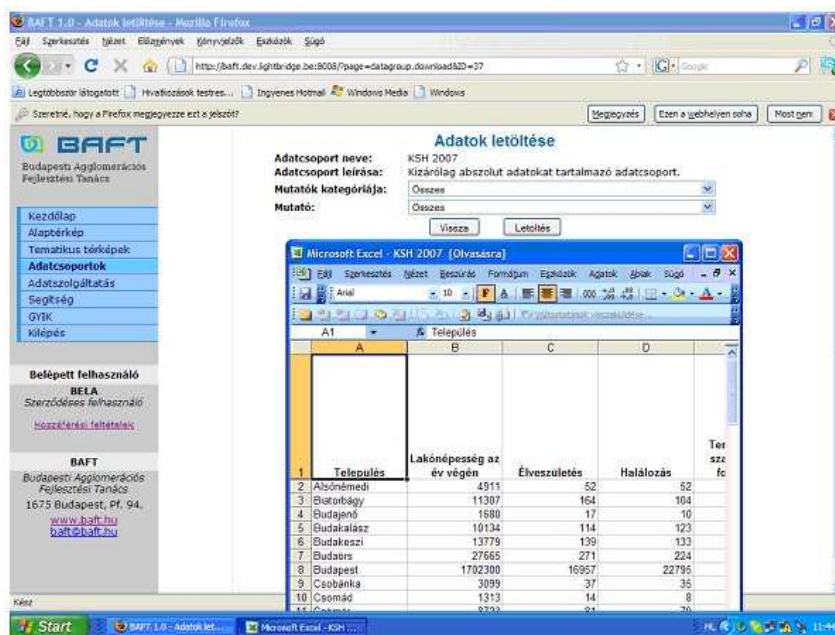 BAFT 1.0 - Adatok letöltése - Mozilla Firefox
Fájl Szerkesztés Nézet Előzmények Könyvjelzők Eszközök Súgó
http://baft.dev.lightbridge.be:8008/?page=datagroup.download&ID=37
Google
Legtöbbször látogatott Hivatkozások testres... Ingyenes Hotmail Windows Media Windows
Szeretné, hogy a Firefox megjegyezze ezt a jelszót? Megjegyzés Ezen a webhelyen soha Most nem
BAFT
Budapesti Agglomerációs
Fejlesztési Tanács
Kezdőlap
Alaptérkép
Tematikus térképek
Adatcsoportok
Adatszolgáltatás
Segítség
GYIK
Kilépés
Belépett felhasználó
BELA
Szerződéses felhasználó
Hozzáférési feltételek
BAFT
Budapesti Agglomerációs
Fejlesztési Tanács
1675 Budapest, Pf. 94.
www.baft.hu
baft@baft.hu
Adatok letöltése
Adatcsoport neve: KSH 2007
Adatcsoport leírása: Kizárólag abszolut adatokat tartalmazó adatcsoport.
Mutatók kategóriája: Összes
Mutató: Összes
Vissza Letöltés
Microsoft Excel - KSH 2007 [Olvasásra]
Fájl Szerkesztés Nézet Beszúrás Formátum Eszközök Adatok Ablak Súgó
Arial 10 F A 000
A1 Település
A B C D
1 Település Lakónépesség az év végén Élveszületés Halálozás
2 Alsónémedi 4911 52 52
3 Biatorbágy 11307 164 104
4 Budajenő 1680 17 10
5 Budakalász 10134 114 123
6 Budakeszi 13779 139 133
7 Budaörs 27665 271 224
8 Budapest 1702300 16957 22795
9 Csobánka 3099 37 35
10 Csomád 1313 14 8
Kész
Start BAFT 1.0 - Adatok let... Microsoft Excel - KSH ... HL 11:44